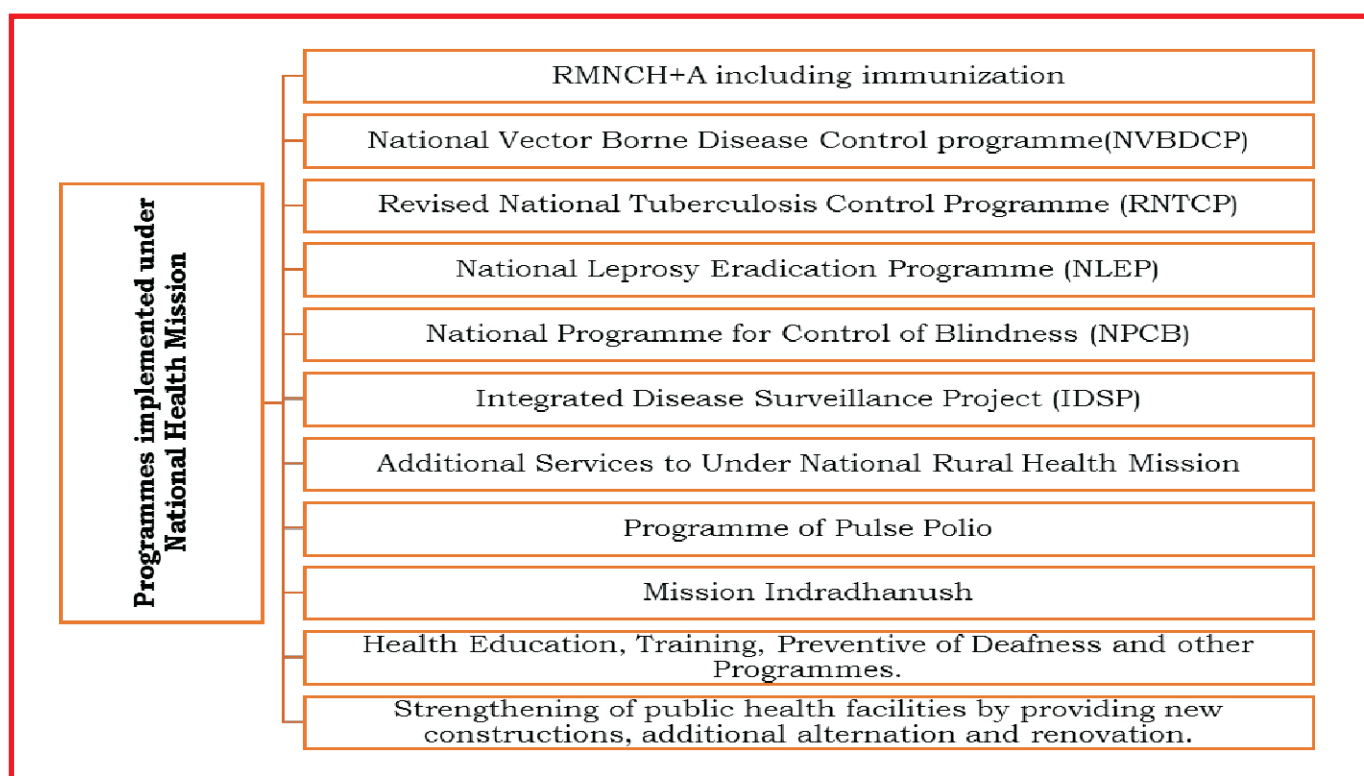 Programmes implemented under
National Health Mission
RMNCH+A including immunization
National Vector Borne Disease Control programme(NVBDCP)
Revised National Tuberculosis Control Programme (RNTCP)
National Leprosy Eradication Programme (NLEP)
National Programme for Control of Blindness (NPCB)
Integrated Disease Surveillance Project (IDSP)
Additional Services to Under National Rural Health Mission
Programme of Pulse Polio
Mission Indradhanush
Health Education, Training, Preventive of Deafness and other
Programmes.
Strengthening of public health facilities by providing new
constructions, additional alternation and renovation.